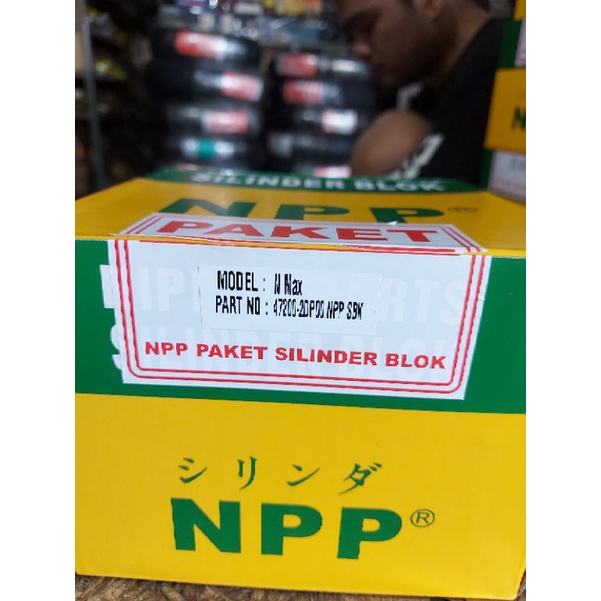 SILINDER BLOK
NPP®
PAKET
MODEL : N Max
PART NO : 47200-2DP00 NPP SBK
NPP PAKET SILINDER BLOK
シリンダ
NPP®